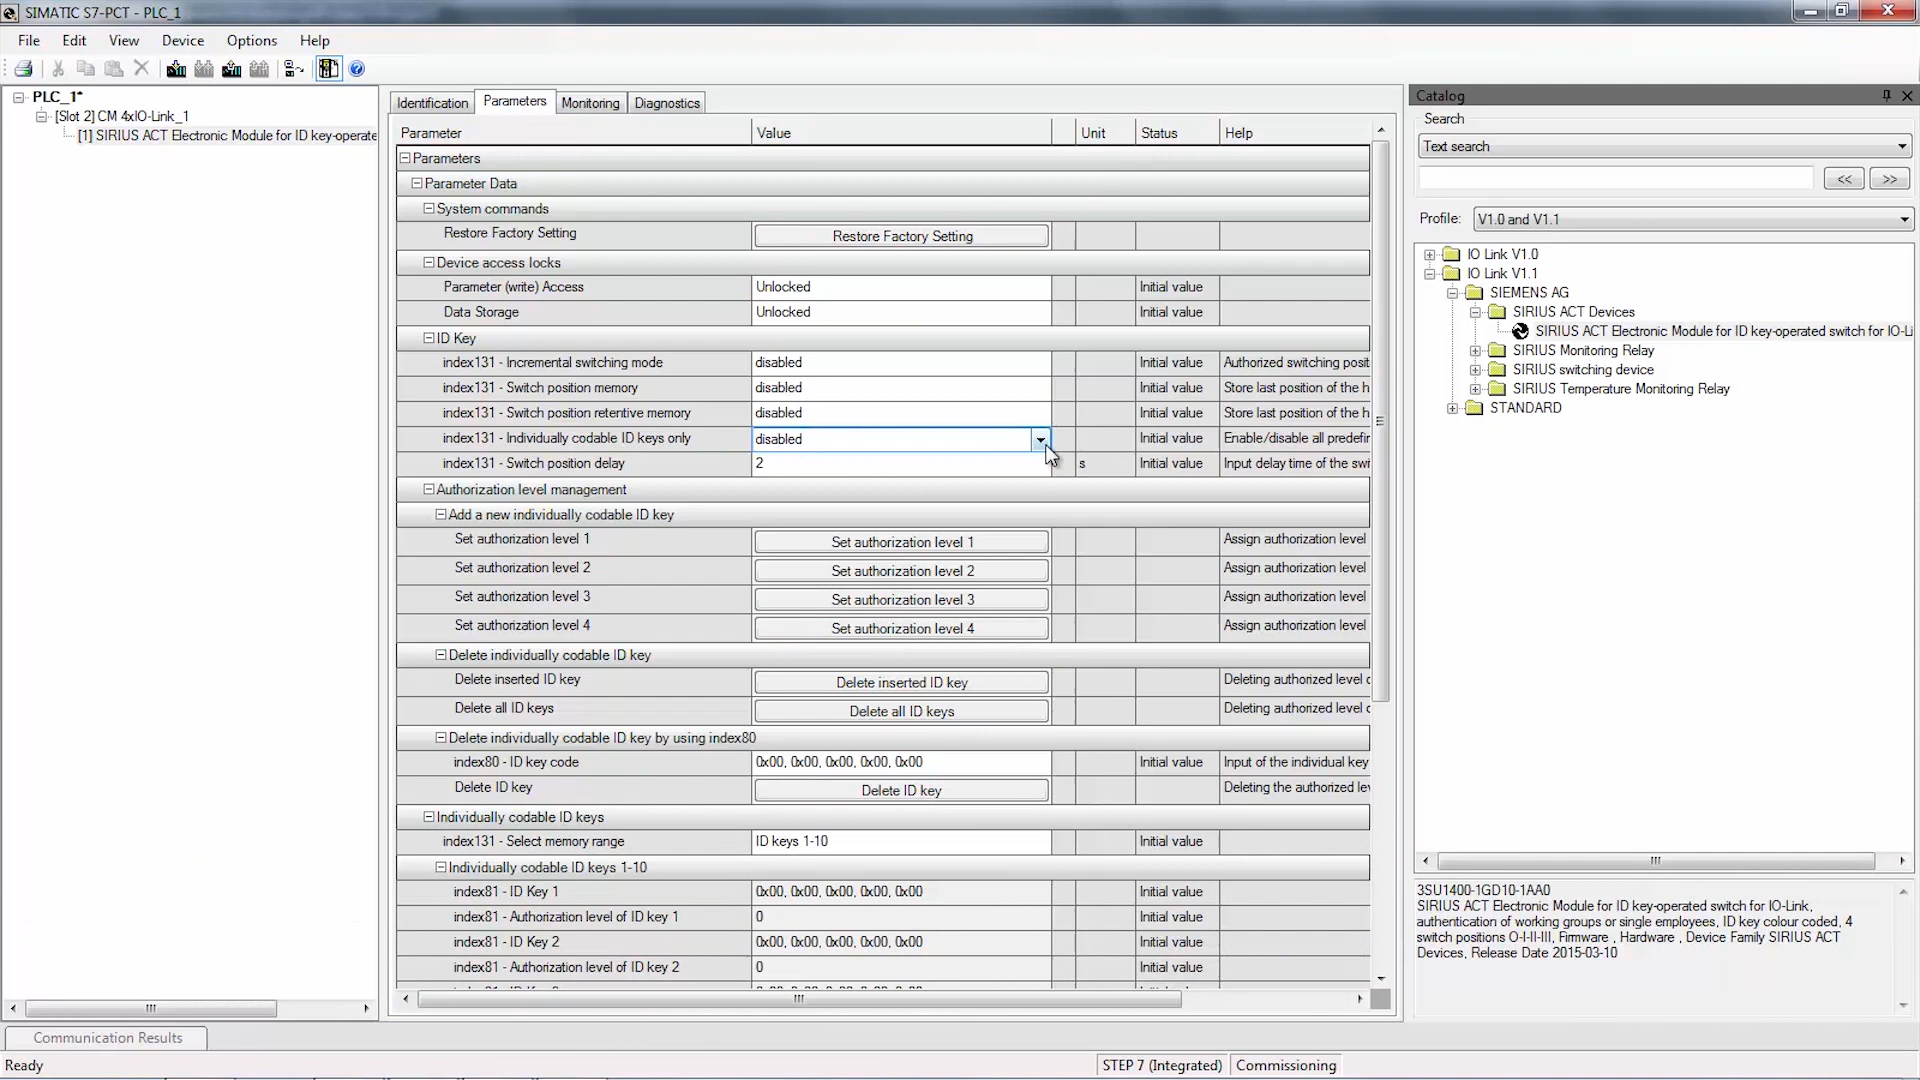 SIMATIC S7-PCT - PLC_1
File Edit View Device Options Help
PLC_1*
[Slot 2] CM 4xIO-Link_1
[1] SIRIUS ACT Electronic Module for ID key-operate
Identification Parameters Monitoring Diagnostics
Parameter Value Unit Status Help
Parameters
Parameter Data
System commands
Restore Factory Setting Restore Factory Setting
Device access locks
Parameter (write) Access Unlocked Initial value
Data Storage Unlocked Initial value
ID Key
index131 - Incremental switching mode disabled Initial value Authorized switching posit
index131 - Switch position memory disabled Initial value Store last position of the h
index131 - Switch position retentive memory disabled Initial value Store last position of the h
index131 - Individually codable ID keys only disabled Initial value Enable/disable all predefin
index131 - Switch position delay 2 s Initial value Input delay time of the swi
Authorization level management
Add a new individually codable ID key
Set authorization level 1 Set authorization level 1 Assign authorization level
Set authorization level 2 Set authorization level 2 Assign authorization level
Set authorization level 3 Set authorization level 3 Assign authorization level
Set authorization level 4 Set authorization level 4 Assign authorization level
Delete individually codable ID key
Delete inserted ID key Delete inserted ID key Deleting authorized level o
Delete all ID keys Delete all ID keys Deleting authorized level o
Delete individually codable ID key by using index80
index80 - ID key code 0x00, 0x00, 0x00, 0x00, 0x00 Initial value Input of the individual key
Delete ID key Delete ID key Deleting the authorized lev
Individually codable ID keys
index131 - Select memory range ID keys 1-10 Initial value
Individually codable ID keys 1-10
index81 - ID Key 1 0x00, 0x00, 0x00, 0x00, 0x00 Initial value
index81 - Authorization level of ID key 1 0 Initial value
index81 - ID Key 2 0x00, 0x00, 0x00, 0x00, 0x00 Initial value
index81 - Authorization level of ID key 2 0 Initial value
Catalog
Search
Text search
<< >>
Profile: V1.0 and V1.1
IO Link V1.0
IO Link V1.1
SIEMENS AG
SIRIUS ACT Devices
SIRIUS ACT Electronic Module for ID key-operated switch for IO-Li
SIRIUS Monitoring Relay
SIRIUS switching device
SIRIUS Temperature Monitoring Relay
STANDARD
3SU1400-1GD10-1AA0
SIRIUS ACT Electronic Module for ID key-operated switch for IO-Link,
authentication of working groups or single employees, ID key colour coded, 4
switch positions O-I-II-III, Firmware , Hardware , Device Family SIRIUS ACT
Devices, Release Date 2015-03-10
Communication Results
Ready STEP 7 (Integrated) Commissioning